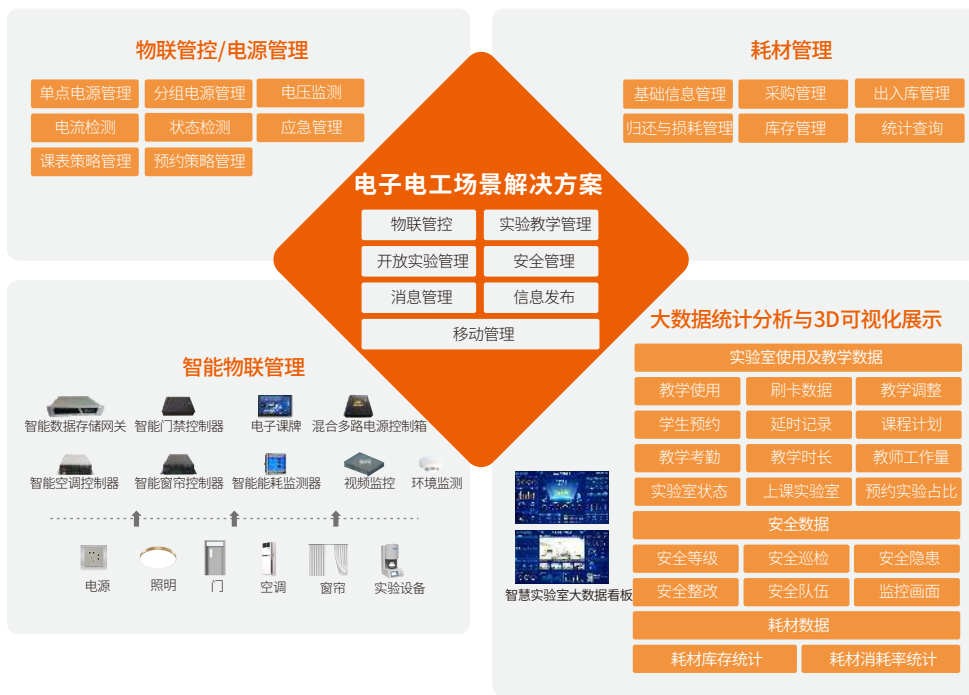 物联管控/电源管理
单点电源管理 分组电源管理 电压监测
电流检测 状态检测 应急管理
课表策略管理 预约策略管理
耗材管理
基础信息管理 采购管理 出入库管理
归还与损耗管理 库存管理 统计查询
电子电工场景解决方案
物联管控 实验教学管理
开放实验管理 安全管理
消息管理 信息发布
移动管理
智能物联管理
智能数据存储网关 智能门禁控制器 电子课牌 混合多路电源控制箱
智能空调控制器 智能窗帘控制器 智能能耗监测器 视频监控 环境监测
电源 照明 门 空调 窗帘 实验设备
大数据统计分析与3D可视化展示
实验室使用及教学数据
教学使用 刷卡数据 教学调整
学生预约 延时记录 课程计划
教学考勤 教学时长 教师工作量
实验室状态 上课实验室 预约实验占比
安全数据
安全等级 安全巡检 安全隐患
安全整改 安全队伍 监控画面
耗材数据
耗材库存统计 耗材消耗率统计
智慧实验室大数据看板